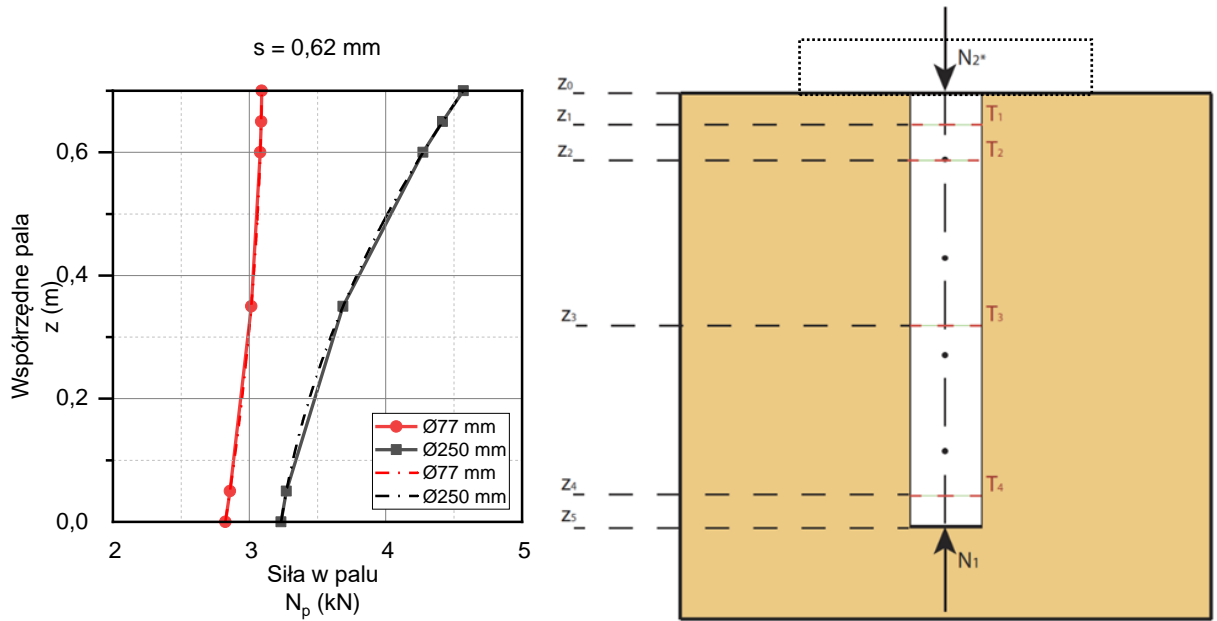 s = 0,62 mm
0,6
0,4
0,2
0,0
Współrzędne pala
z (m)
Ø77 mm
Ø250 mm
Ø77 mm
Ø250 mm
2 3 4 5
Siła w palu
Nₚ (kN)
N₂*
z₀
z₁
z₂
z₃
z₄
z₅
T₁
T₂
T₃
T₄
N₁